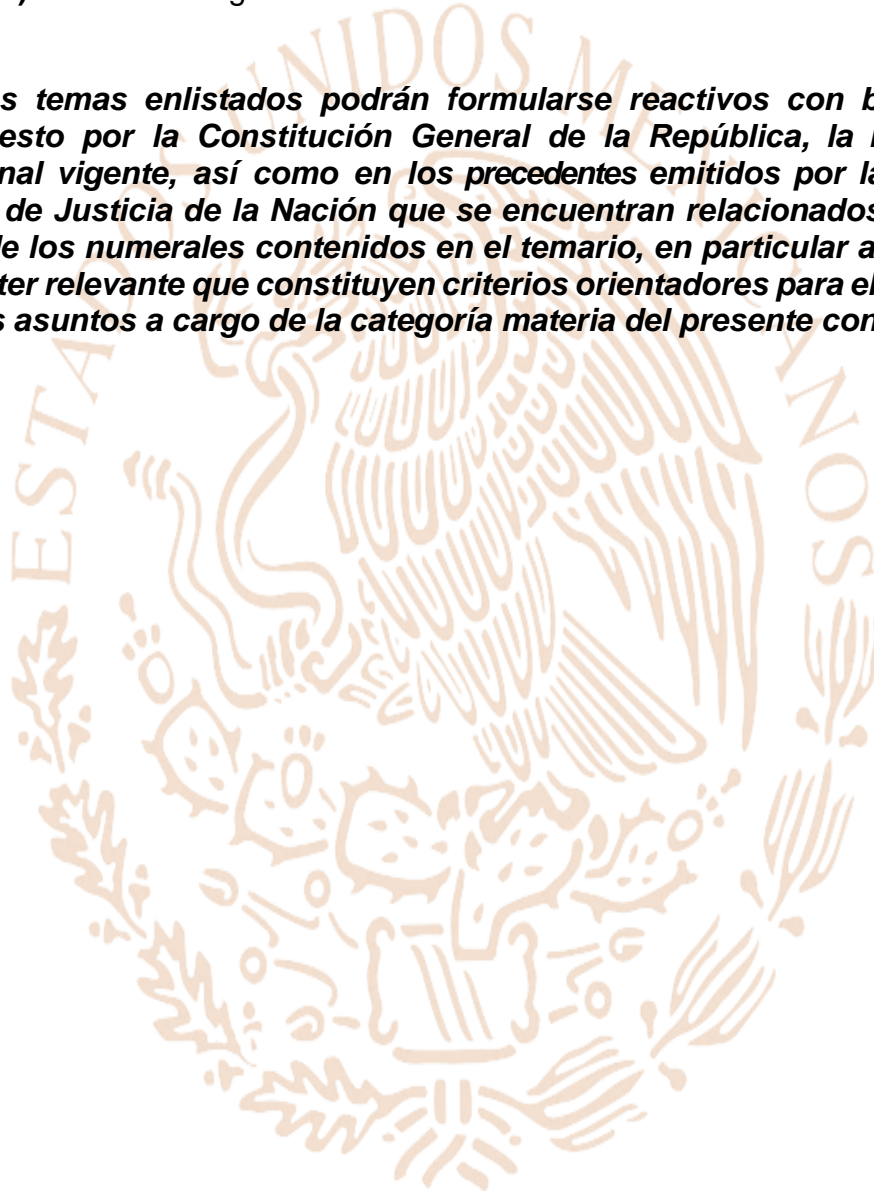 ESTADOS UNIDOS MEXICANOS
s temas enlistados podrán formularse reactivos con b
esto por la Constitución General de la República, la
nal vigente, así como en los precedentes emitidos por la
de Justicia de la Nación que se encuentran relacionados
e los numerales contenidos en el temario, en particular a
ter relevante que constituyen criterios orientadores para el
s asuntos a cargo de la categoría materia del presente con